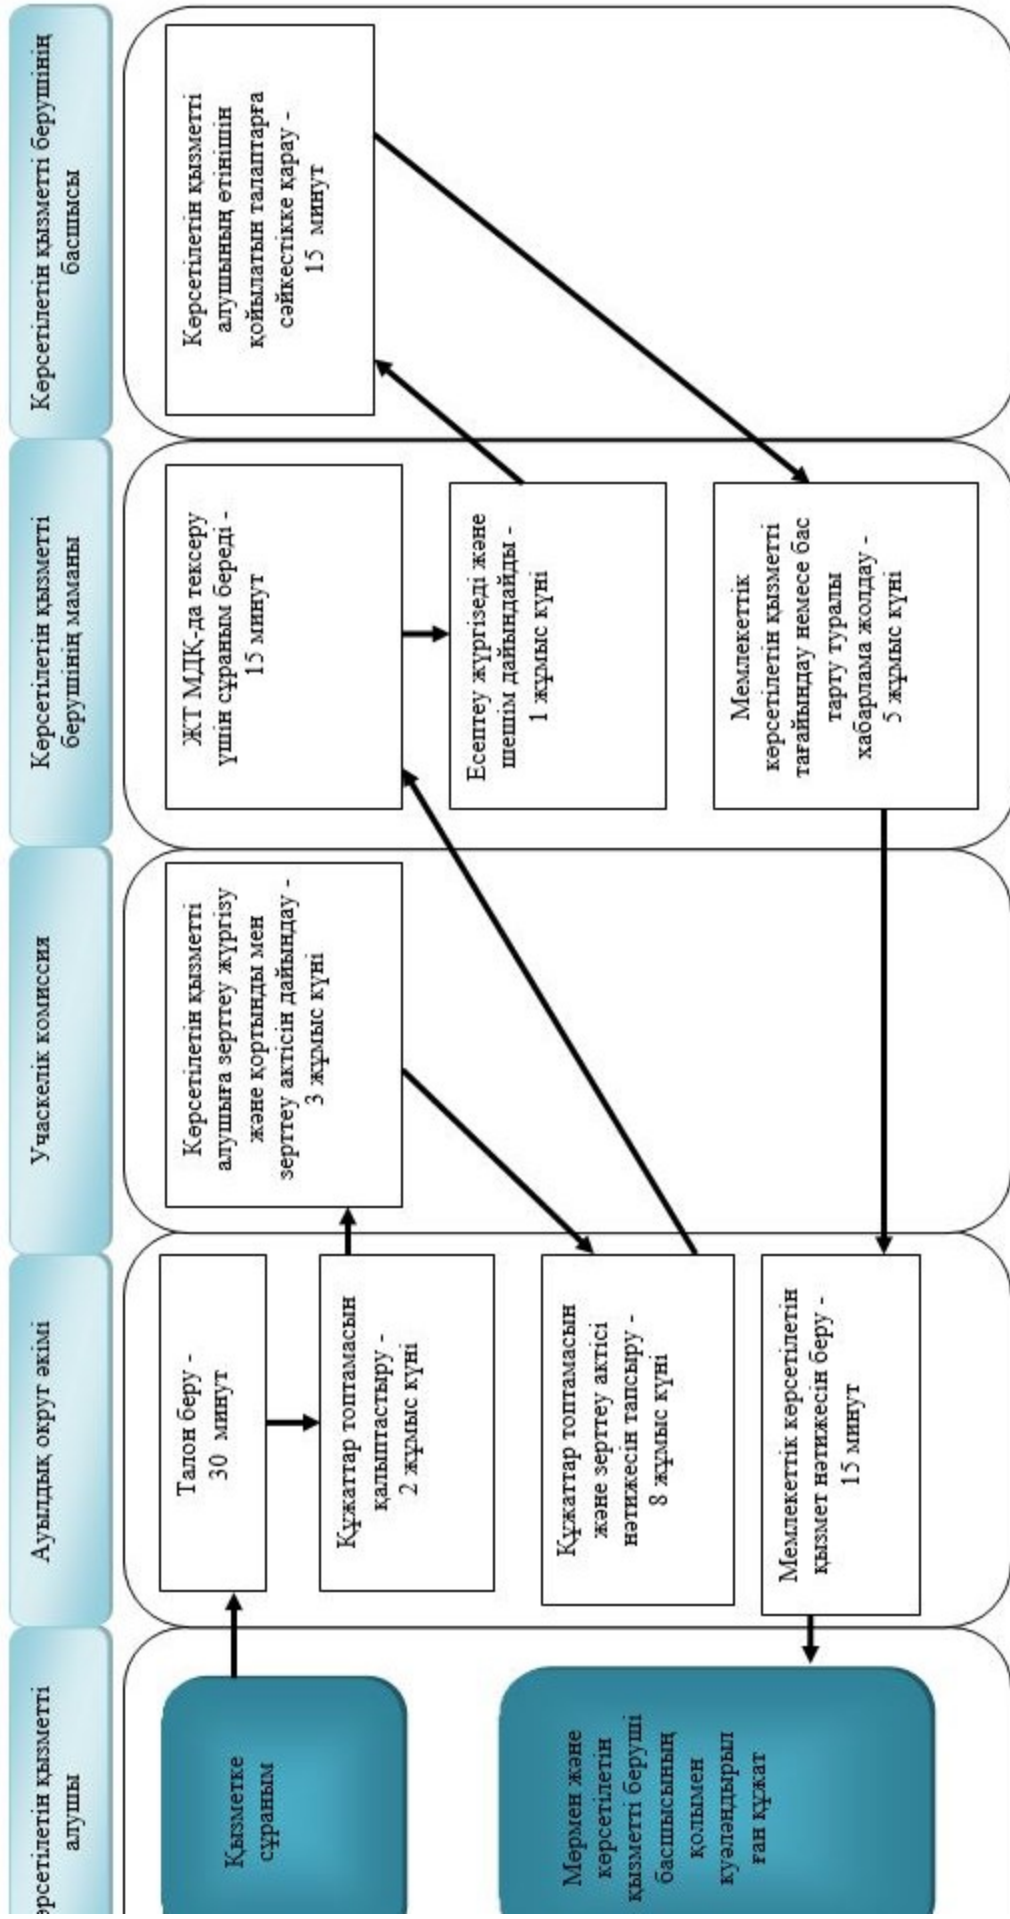 көрсетілетін қызметті
алушы
Ауылдық округ әкімі
Учаскелік комиссия
Көрсетілетін қызметті
берушінің маманы
Көрсетілетін қызметті берушінің
басшысы
Қызметке
сұраным
Мөрмен және
көрсетілетін
қызметті беруші
басшысының
қолымен
куәландырыл
ған құжат
Талон беру -
30 минут
Құжаттар топтамасын
қалыптастыру -
2 жұмыс күні
Құжаттар топтамасын
және зерттеу актісі
нәтижесін тапсыру -
8 жұмыс күні
Мемлекеттік көрсетілетін
қызмет нәтижесін беру -
15 минут
Көрсетілетін қызметті
алушыға зерттеу жүргізу
және қортынды мен
зерттеу актісін дайындау -
3 жұмыс күні
ЖТ МДҚ-да тексеру
үшін сұраным береді -
15 минут
Есептеу жүргізеді және
шешім дайындайды -
1 жұмыс күні
Мемлекеттік
көрсетілетін қызметті
тағайындау немесе бас
тарту туралы
хабарлама жолдау -
5 жұмыс күні
Көрсетілетін қызметті
алушының өтінішін
қойылатын талаптарға
сәйкестікке қарау -
15 минут